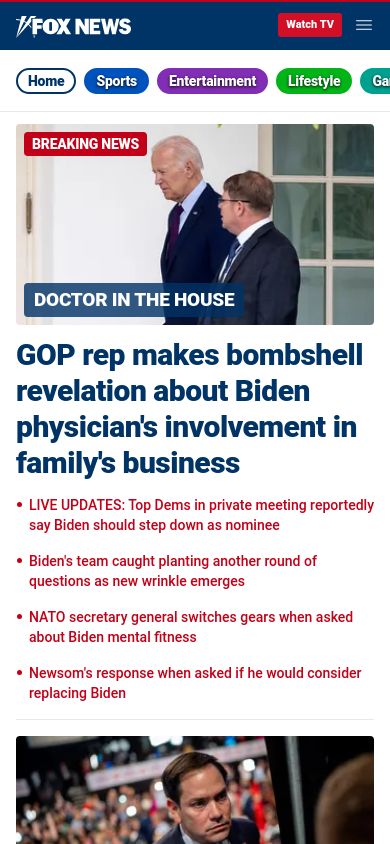 FOX NEWS
Watch TV
Home
Sports
Entertainment
Lifestyle
Ga
BREAKING NEWS
DOCTOR IN THE HOUSE
GOP rep makes bombshell
revelation about Biden
physician's involvement in
family's business
LIVE UPDATES: Top Dems in private meeting reportedly
say Biden should step down as nominee
Biden's team caught planting another round of
questions as new wrinkle emerges
NATO secretary general switches gears when asked
about Biden mental fitness
Newsom's response when asked if he would consider
replacing Biden